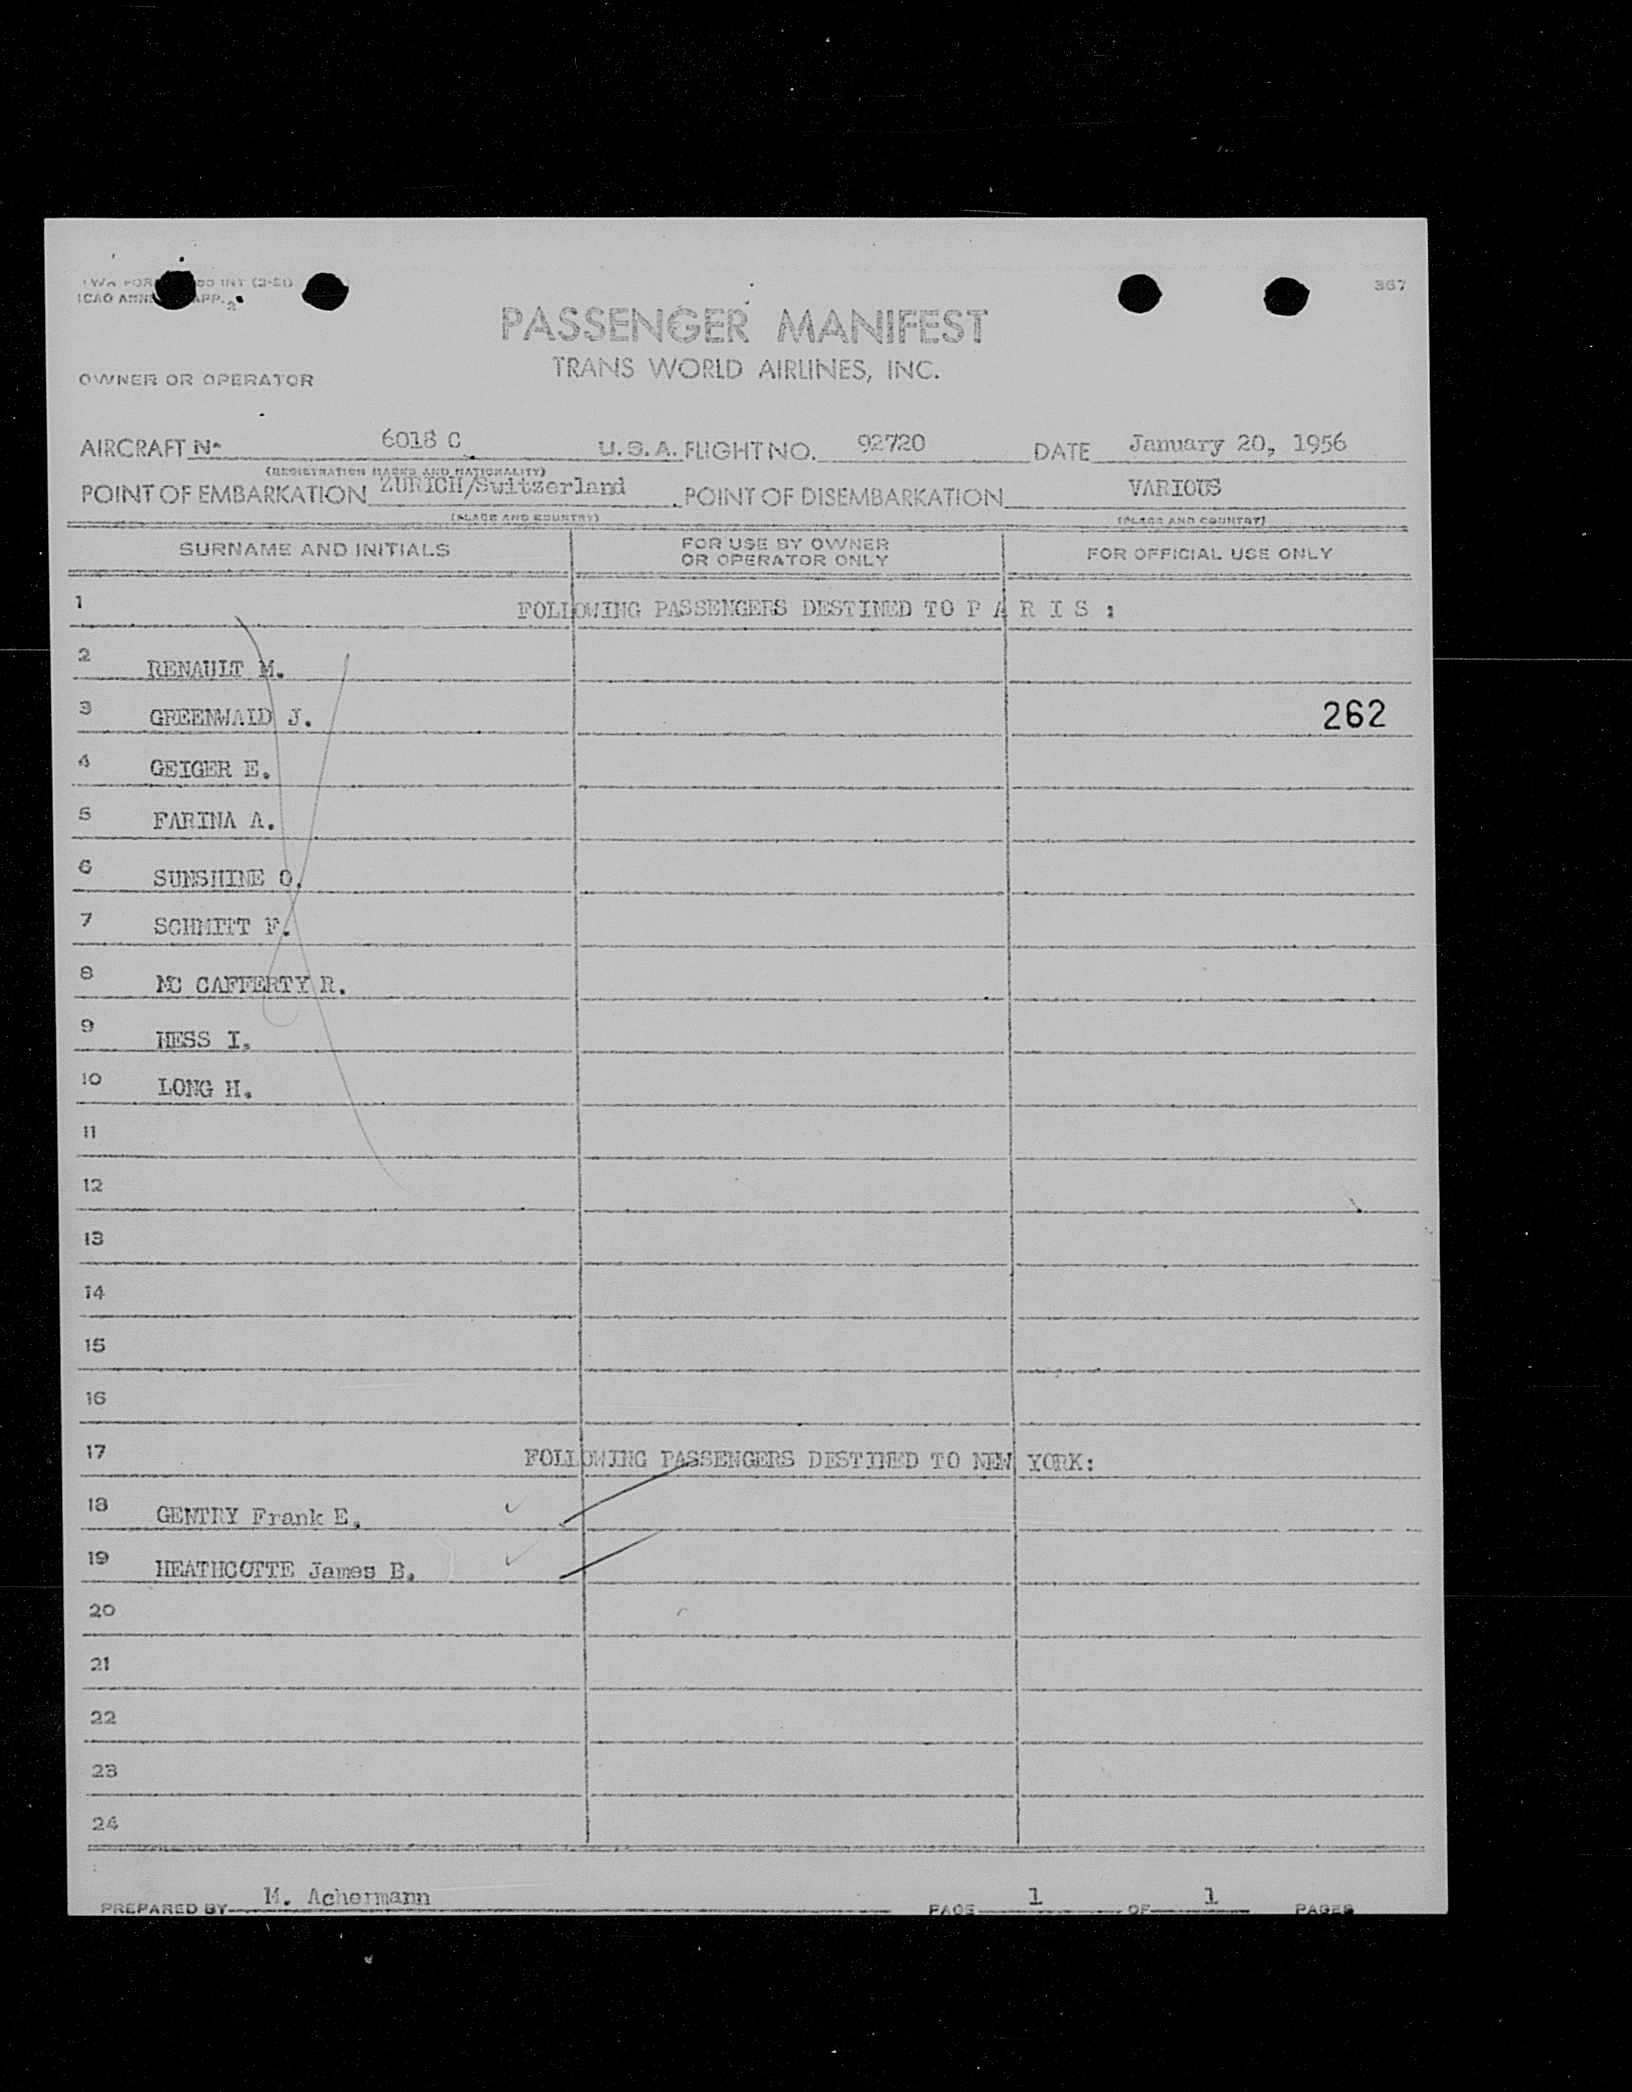 367
ICAO ANNE APP. 2
PASSENGER MANIFEST
TRANS WORLD AIRLINES, INC.
OWNER OR OPERATOR
AIRCRAFT N- 6018 C U.S.A. FLIGHT NO. 92720 DATE January 20, 1956
(REGISTRATION MARKS AND NATIONALITY)
POINT OF EMBARKATION ZURICH/Switzerland POINT OF DISEMBARKATION VARIOUS
(PLACE AND COUNTRY) (PLACE AND COUNTRY)
SURNAME AND INITIALS FOR USE BY OWNER OR OPERATOR ONLY FOR OFFICIAL USE ONLY
1 FOLLOWING PASSENGERS DESTINED TO P A R I S :
2 RENAULT M.
3 GREENWALD J. 262
4 GEIGER E.
5 FARINA A.
6 SUNSHINE O.
7 SCHMITT F.
8 MC CAFFERTY R.
9 HESS I.
10 LONG H.
11
12
13
14
15
16
17 FOLLOWING PASSENGERS DESTINED TO NEW YORK:
18 GENTRY Frank E.
19 HEATHCOTTE James B.
20
21
22
23
24
PREPARED BY M. Achermann PAGE 1 OF 1 PAGES